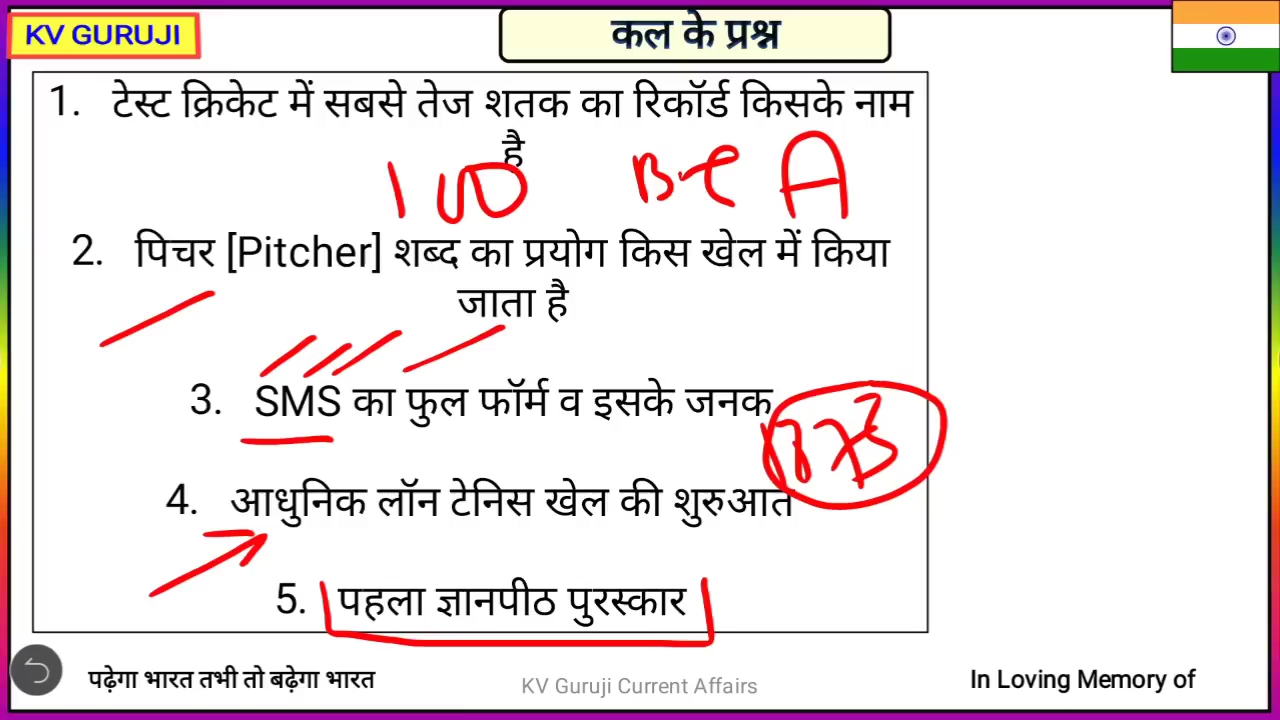 KV GURUJI
कल के प्रश्न
1. टेस्ट क्रिकेट में सबसे तेज शतक का रिकॉर्ड किसके नाम
है
100
A
2. पिचर [Pitcher] शब्द का प्रयोग किस खेल में किया
जाता है
3. SMS का फुल फॉर्म व इसके जनक
4. आधुनिक लॉन टेनिस खेल की शुरुआत
5. पहला ज्ञानपीठ पुरस्कार
पढ़ेगा भारत तभी तो बढ़ेगा भारत
KV Guruji Current Affairs
In Loving Memory of